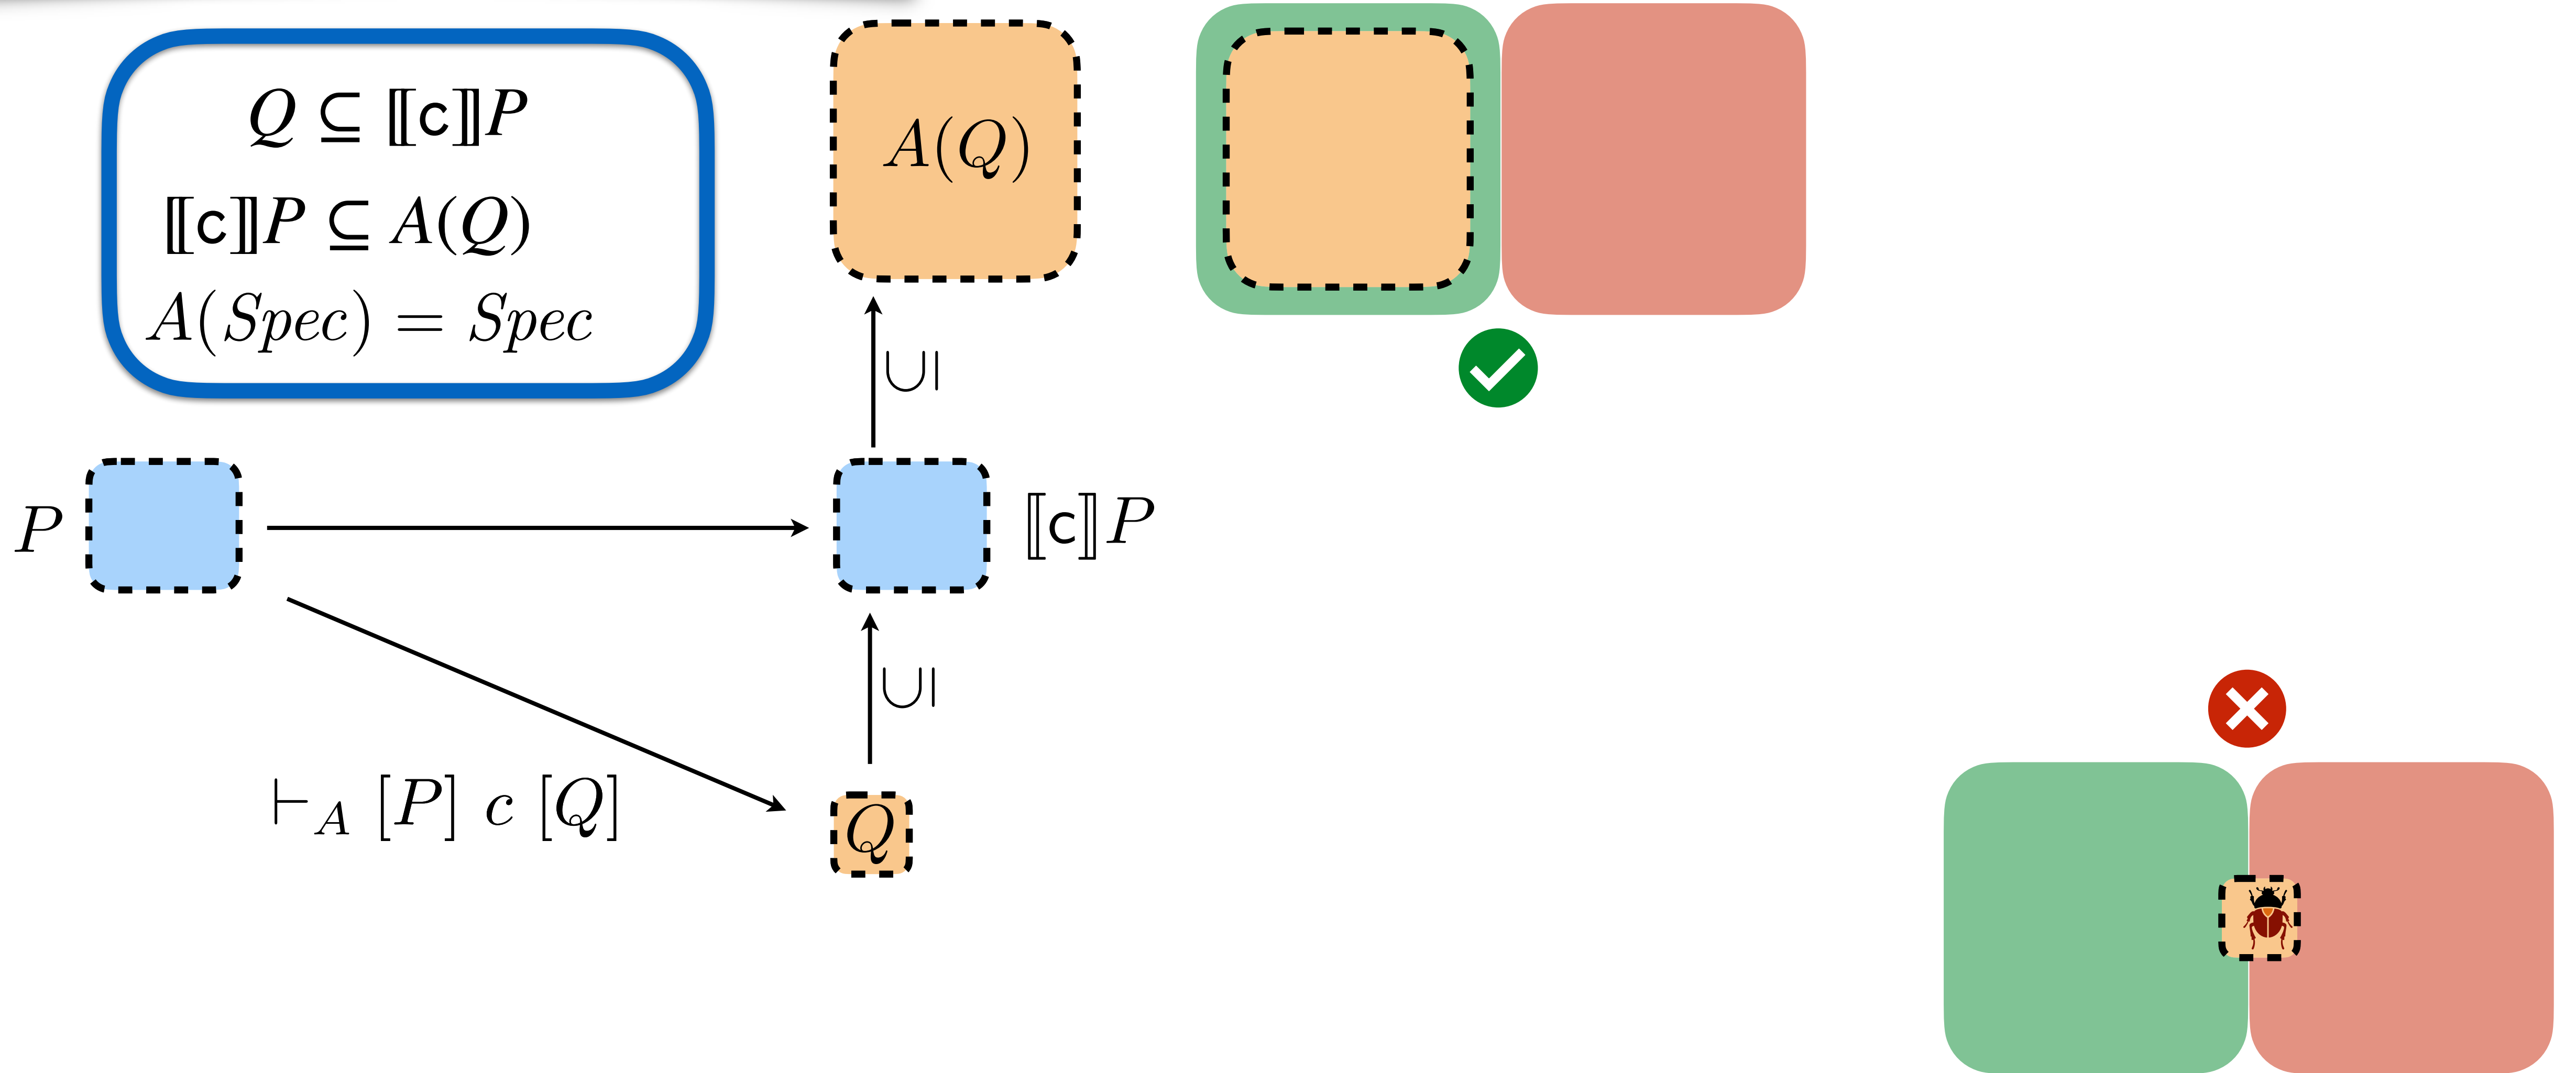 Q ⊆ ⟦c⟧P
⟦c⟧P ⊆ A(Q)
A(Spec) = Spec
A(Q)
∪|
P
⟦c⟧P
∪|
⊢_A [P] c [Q]
Q